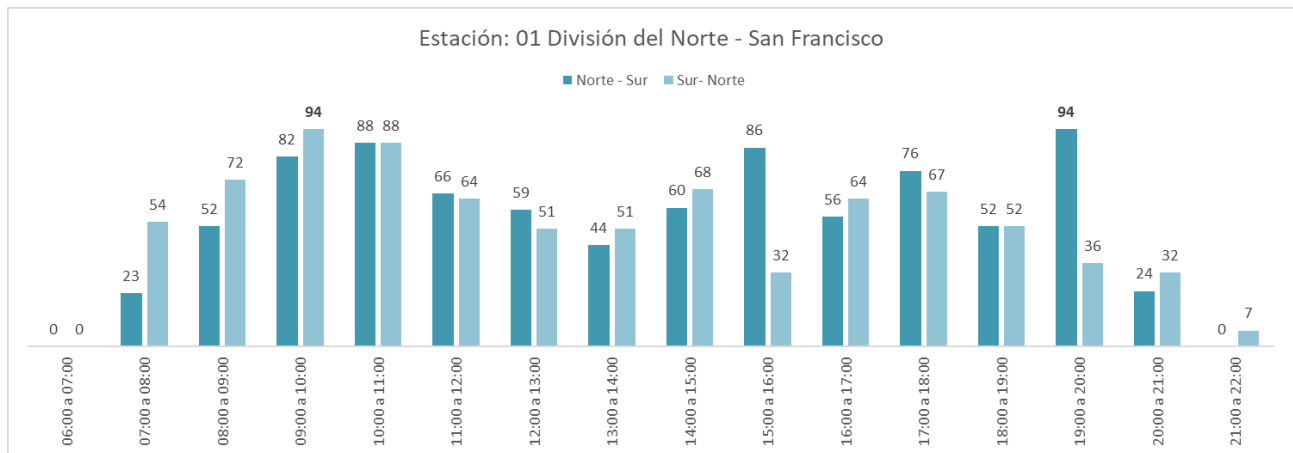 Estación: 01 División del Norte - San Francisco
Norte - Sur Sur- Norte
0 0 23 54 52 72 82 94 88 88 66 64 59 51 44 51 60 68 86 32 56 64 76 67 52 52 94 36 24 32 0 7
06:00 a 07:00
07:00 a 08:00
08:00 a 09:00
09:00 a 10:00
10:00 a 11:00
11:00 a 12:00
12:00 a 13:00
13:00 a 14:00
14:00 a 15:00
15:00 a 16:00
16:00 a 17:00
17:00 a 18:00
18:00 a 19:00
19:00 a 20:00
20:00 a 21:00
21:00 a 22:00